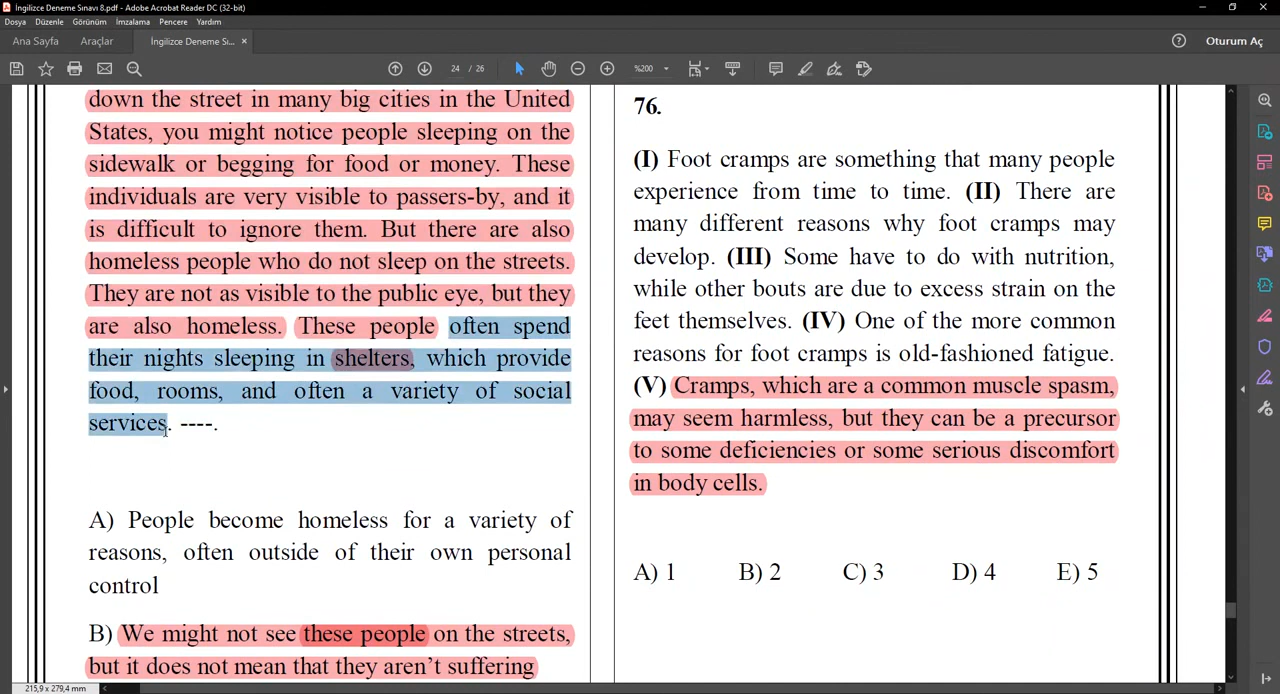 İngilizce Deneme Sınavı 8.pdf - Adobe Acrobat Reader DC (32-bit)
Dosya Düzenle Görünüm İmzalama Pencere Yardım
Ana Sayfa Araçlar İngilizce Deneme Sı... × Oturum Aç
24 / 26 %200
down the street in many big cities in the United
States, you might notice people sleeping on the
sidewalk or begging for food or money. These
individuals are very visible to passers-by, and it
is difficult to ignore them. But there are also
homeless people who do not sleep on the streets.
They are not as visible to the public eye, but they
are also homeless. These people often spend
their nights sleeping in shelters, which provide
food, rooms, and often a variety of social
services. ----.
A) People become homeless for a variety of
reasons, often outside of their own personal
control
B) We might not see these people on the streets,
but it does not mean that they aren't suffering
76.
(I) Foot cramps are something that many people
experience from time to time. (II) There are
many different reasons why foot cramps may
develop. (III) Some have to do with nutrition,
while other bouts are due to excess strain on the
feet themselves. (IV) One of the more common
reasons for foot cramps is old-fashioned fatigue.
(V) Cramps, which are a common muscle spasm,
may seem harmless, but they can be a precursor
to some deficiencies or some serious discomfort
in body cells.
A) 1 B) 2 C) 3 D) 4 E) 5
215,9 x 279,4 mm